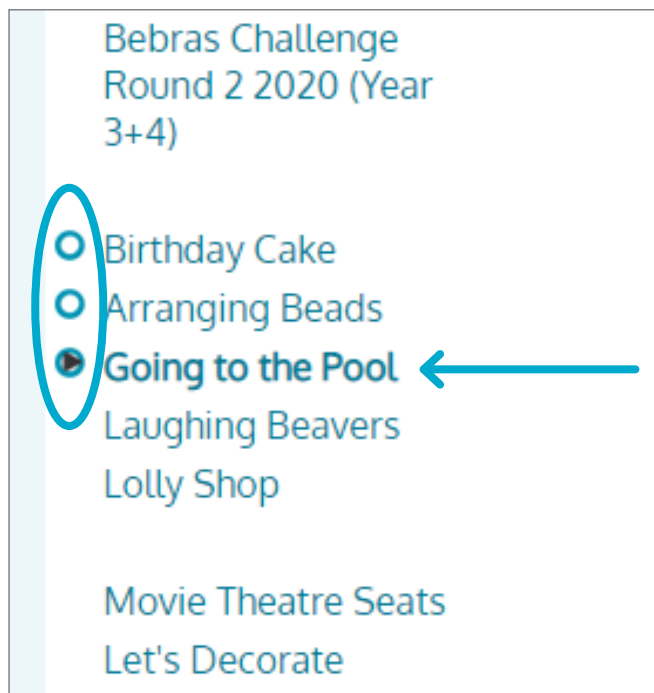 Bebras Challenge
Round 2 2020 (Year
3+4)
Birthday Cake
Arranging Beads
Going to the Pool
Laughing Beavers
Lolly Shop
Movie Theatre Seats
Let's Decorate